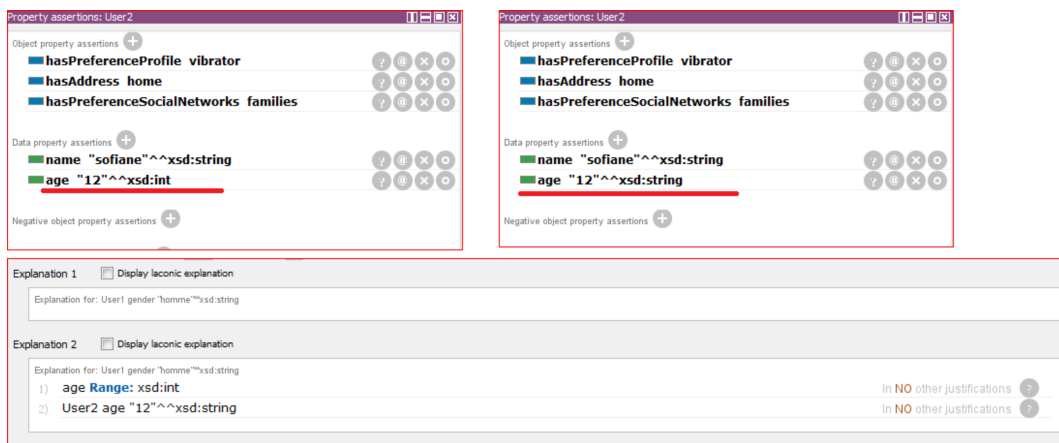 Property assertions: User2
Object property assertions
hasPreferenceProfile vibrator
hasAddress home
hasPreferenceSocialNetworks families
Data property assertions
name "sofiane"^^xsd:string
age "12"^^xsd:int
Negative object property assertions
Property assertions: User2
Object property assertions
hasPreferenceProfile vibrator
hasAddress home
hasPreferenceSocialNetworks families
Data property assertions
name "sofiane"^^xsd:string
age "12"^^xsd:string
Negative object property assertions
Explanation 1 Display laconic explanation
Explanation for: User1 gender "homme"^^xsd:string
Explanation 2 Display laconic explanation
Explanation for: User1 gender "homme"^^xsd:string
1) age Range: xsd:int In NO other justifications ?
2) User2 age "12"^^xsd:string In NO other justifications ?